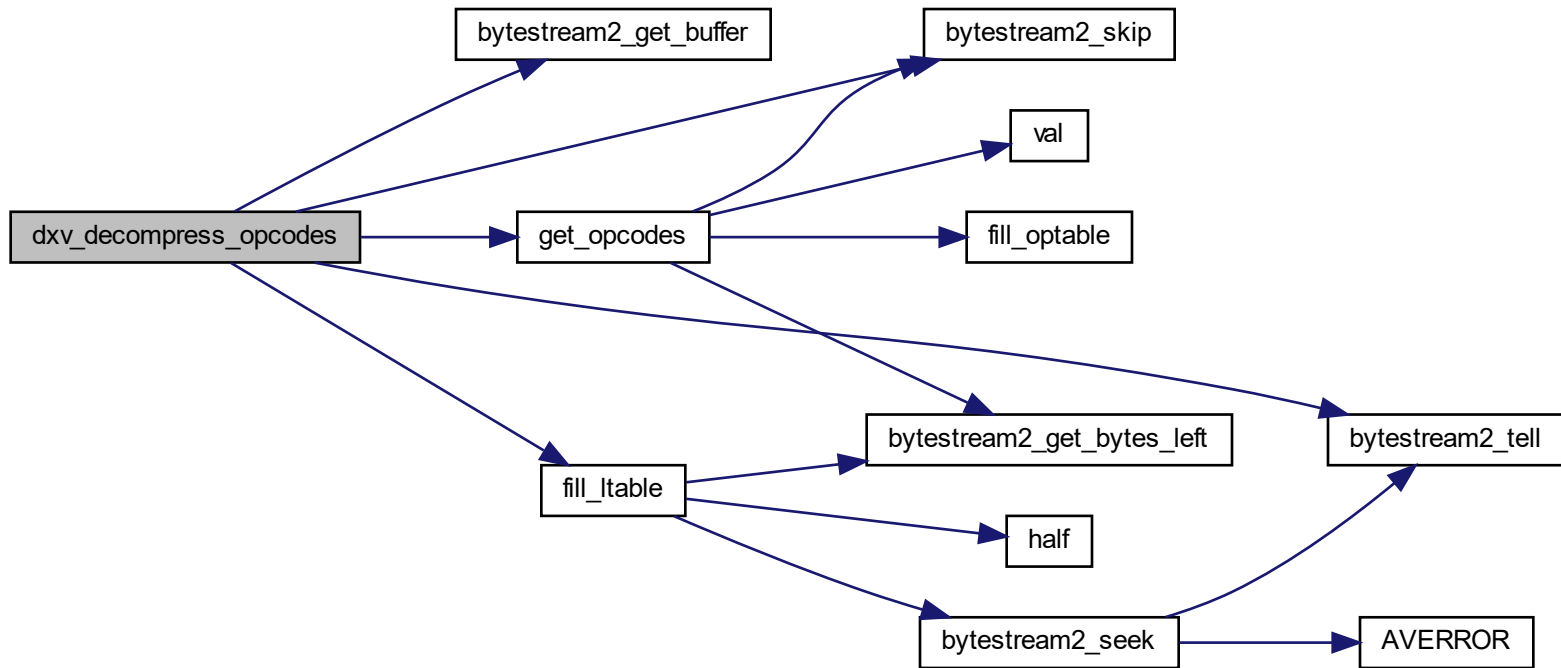 bytestream2_get_buffer
bytestream2_skip
val
dxv_decompress_opcodes
get_opcodes
fill_optable
bytestream2_get_bytes_left
bytestream2_tell
fill_ltable
half
bytestream2_seek
AVERROR